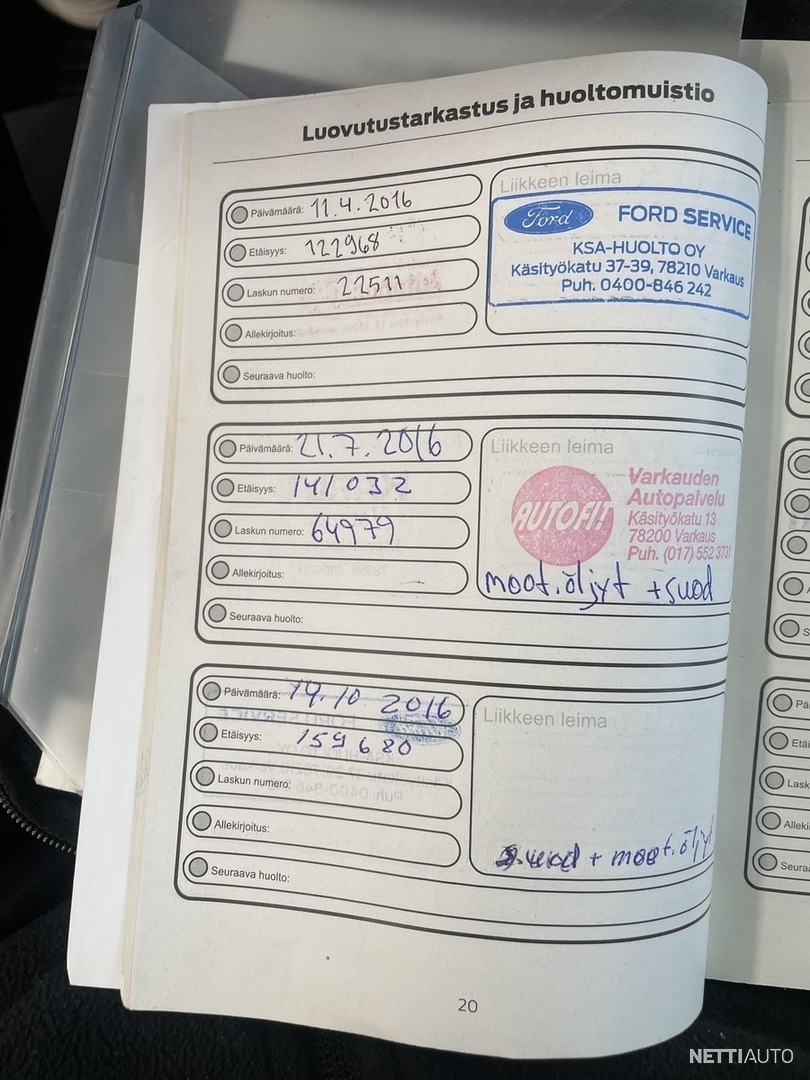 Luovutustarkastus ja huoltomuistio
Päivämäärä: 11.4.2016
Etäisyys: 122968
Laskun numero: 22511
Allekirjoitus:
Seuraava huolto:
Liikkeen leima
Ford FORD SERVICE
KSA-HUOLTO OY
Käsityökatu 37-39, 78210 Varkaus
Puh. 0400-846 242
Päivämäärä: 21.7.2016
Etäisyys: 141032
Laskun numero: 64979
Allekirjoitus:
Seuraava huolto:
Liikkeen leima
AUTOFIT
Varkauden
Autopalvelu
Käsityökatu 13
78200 Varkaus
Puh. (017) 552 3731
moot.öljyt + suod
Päivämäärä: 14.10 2016
Etäisyys: 159680
Laskun numero:
Allekirjoitus:
Seuraava huolto:
Liikkeen leima
suod + moot.öljyt
20
NETTIAUTO